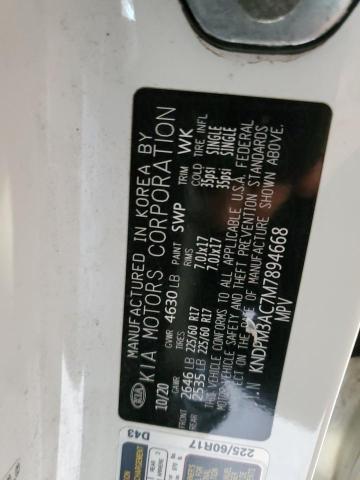 MANUFACTURED IN KOREA BY
KIA MOTORS CORPORATION
10/20 GVWR 4630 LB PAINT SWP TRIM WK
GAWR TIRES RIMS COLD TIRE INFL
FRONT 2646 LB 225/60 R17 7.0Jx17 35psi SINGLE
REAR 2535 LB 225/60 R17 7.0Jx17 35psi SINGLE
THIS VEHICLE CONFORMS TO ALL APPLICABLE U.S.A. FEDERAL
MOTOR VEHICLE SAFETY AND THEFT PREVENTION STANDARDS
IN EFFECT ON THE DATE OF MANUFACTURE SHOWN ABOVE.
KNDPM3AC7M7894668
MPV
D43
225/60R17
KIA